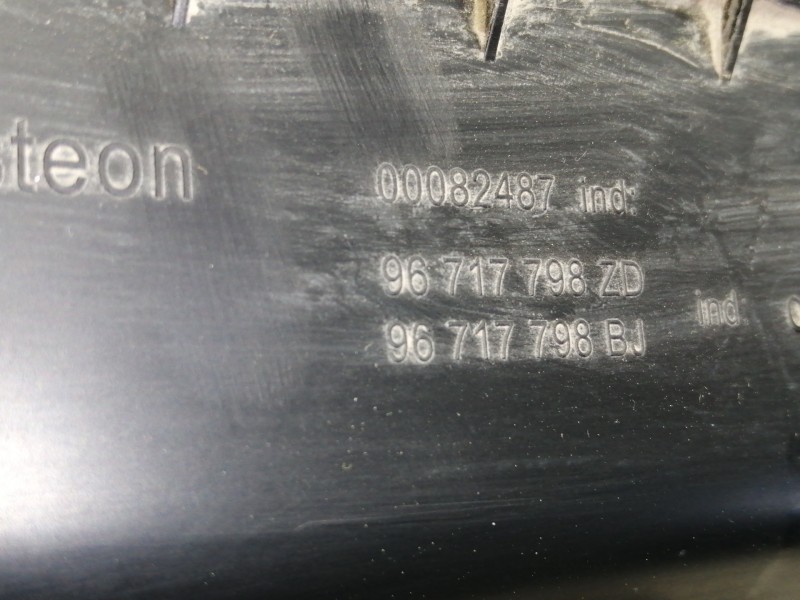 steon
00082487 ind:
96 717 798 ZD
96 717 798 BJ ind: